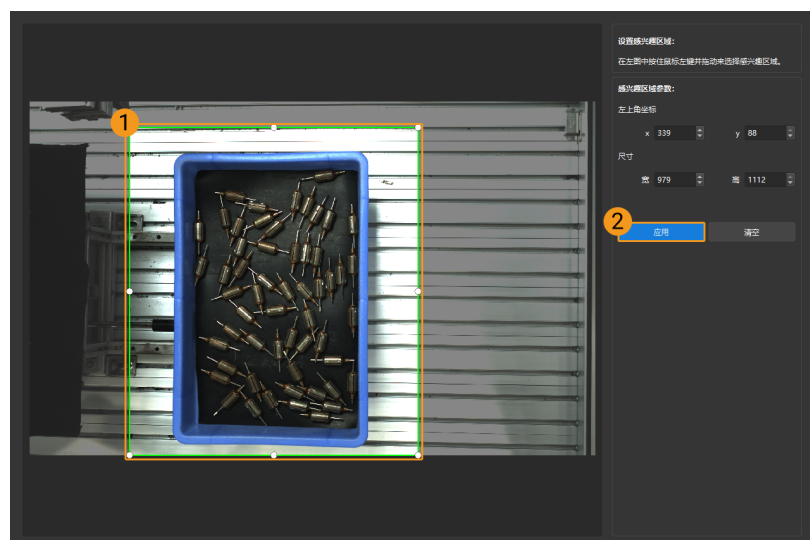 设置感兴趣区域：
在左图中按住鼠标左键并拖动来选择感兴趣区域。
感兴趣区域参数：
左上角坐标
x 339 y 88
尺寸
宽 979 高 1112
1
2
应用 清空